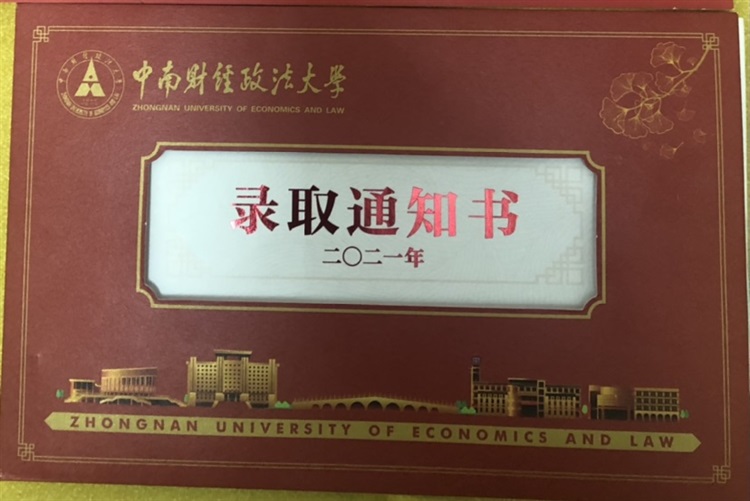 中南财经政法大学
ZHONGNAN UNIVERSITY OF ECONOMICS AND LAW
录取通知书
二〇二一年
ZHONGNAN UNIVERSITY OF ECONOMICS AND LAW